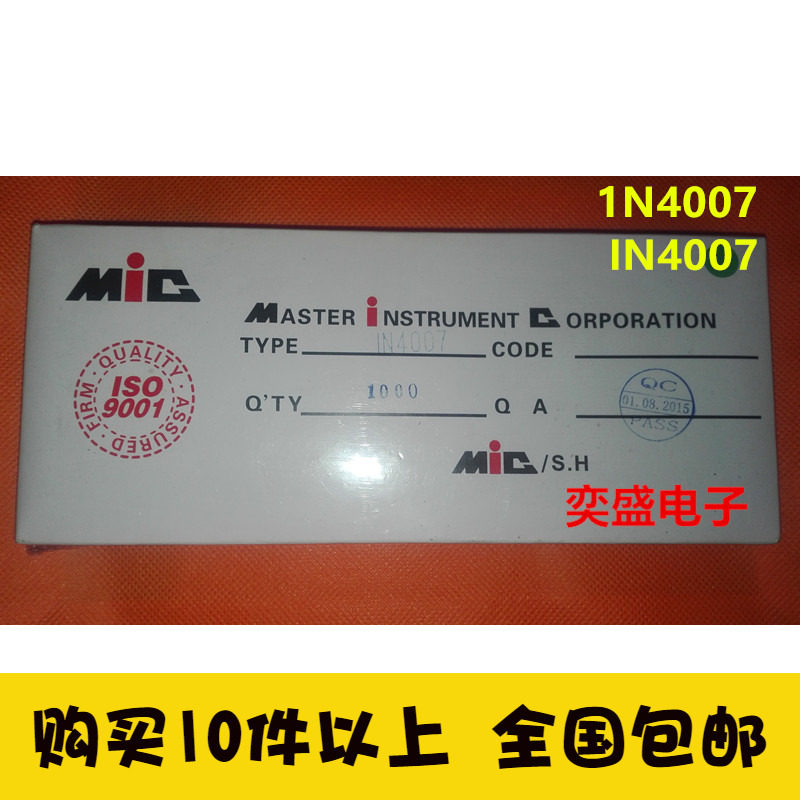 1N4007
IN4007
MiC
MASTER iNSTRUMENT CORPORATION
TYPE IN4007 CODE
FIRM · QUALITY · ASSURED ·
ISO
9001
Q'TY 1000 Q A
QC
01.08.2015
PASS
MiC/S.H
奕盛电子
购买10件以上 全国包邮